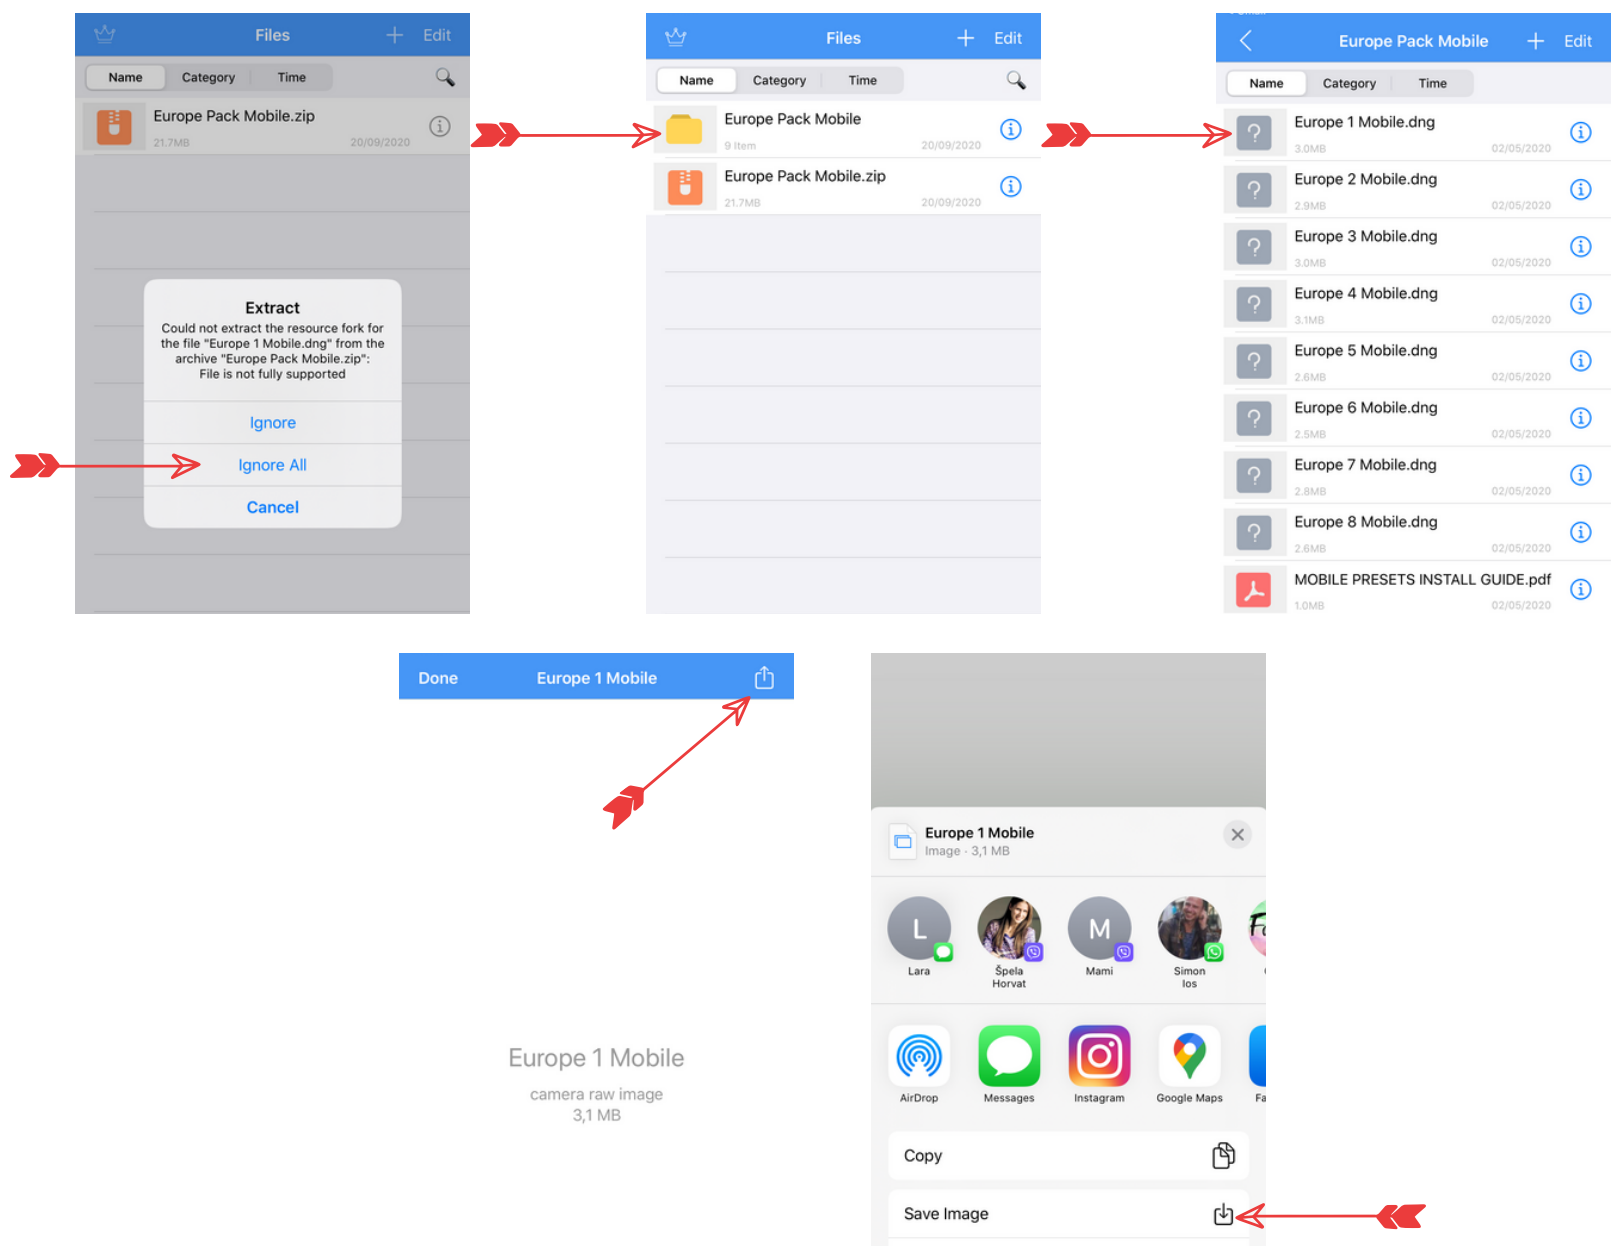 Files
Edit
Name Category Time
Europe Pack Mobile.zip
21.7MB 20/09/2020
Extract
Could not extract the resource fork for
the file "Europe 1 Mobile.dng" from the
archive "Europe Pack Mobile.zip":
File is not fully supported
Ignore
Ignore All
Cancel
Files
Edit
Name Category Time
Europe Pack Mobile
9 Item 20/09/2020
Europe Pack Mobile.zip
21.7MB 20/09/2020
Europe Pack Mobile
Edit
Name Category Time
Europe 1 Mobile.dng
3.0MB 02/05/2020
Europe 2 Mobile.dng
2.9MB 02/05/2020
Europe 3 Mobile.dng
3.0MB 02/05/2020
Europe 4 Mobile.dng
3.1MB 02/05/2020
Europe 5 Mobile.dng
2.6MB 02/05/2020
Europe 6 Mobile.dng
2.5MB 02/05/2020
Europe 7 Mobile.dng
2.8MB 02/05/2020
Europe 8 Mobile.dng
2.6MB 02/05/2020
MOBILE PRESETS INSTALL GUIDE.pdf
1.0MB 02/05/2020
Done Europe 1 Mobile
Europe 1 Mobile
camera raw image
3,1 MB
Europe 1 Mobile
Image · 3,1 MB
L M
Lara Špela Mami Simon
Horvat Ios
AirDrop Messages Instagram Google Maps Fa
Copy
Save Image